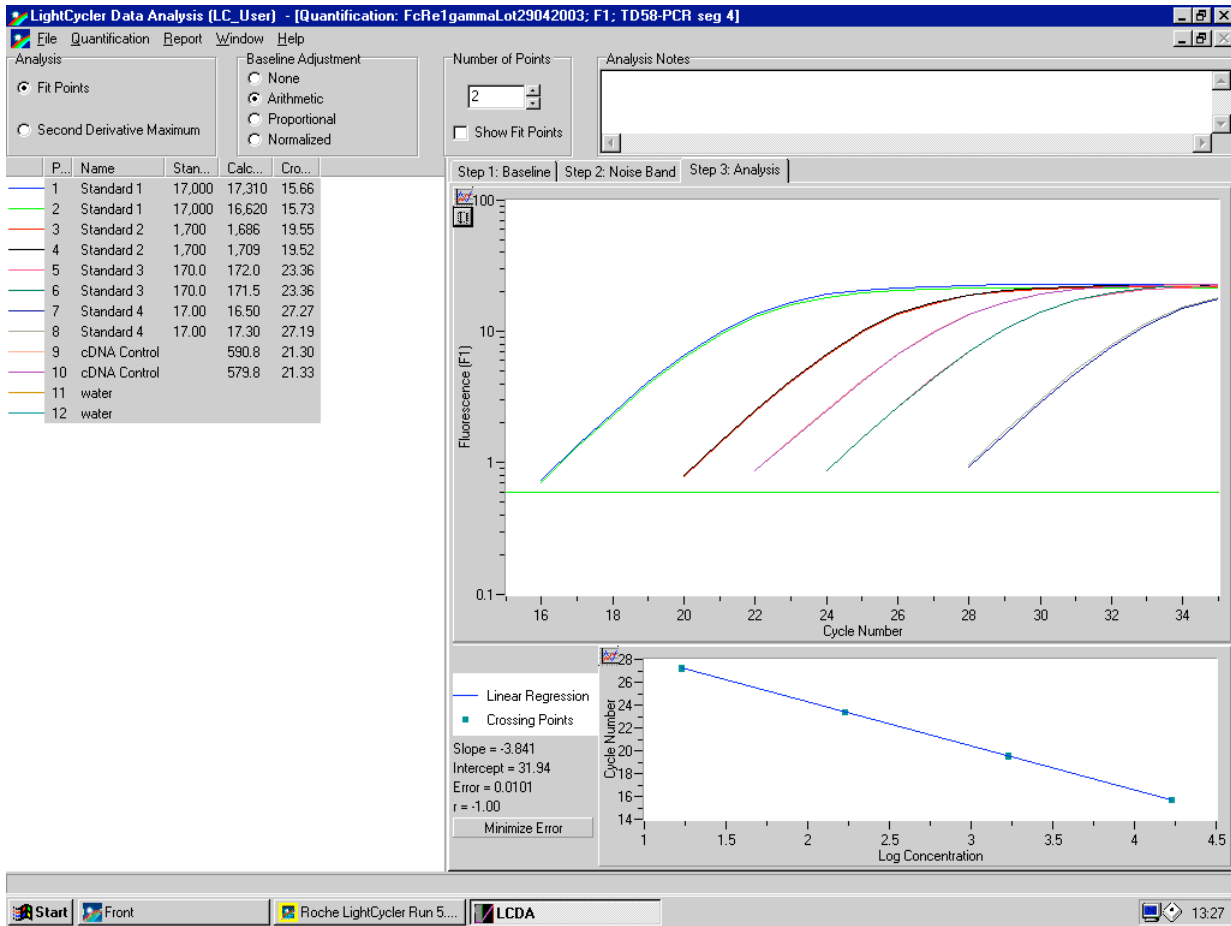 LightCycler Data Analysis (LC_User) - [Quantification: FcRe1gammaLot29042003; F1; TD58-PCR seg 4]
File Quantification Report Window Help
Analysis
Fit Points
Second Derivative Maximum
Baseline Adjustment
None
Arithmetic
Proportional
Normalized
Number of Points
2
Show Fit Points
Analysis Notes
P... Name Stan... Calc... Cro...
1 Standard 1 17,000 17,310 15.66
2 Standard 1 17,000 16,620 15.73
3 Standard 2 1,700 1,686 19.55
4 Standard 2 1,700 1,709 19.52
5 Standard 3 170.0 172.0 23.36
6 Standard 3 170.0 171.5 23.36
7 Standard 4 17.00 16.50 27.27
8 Standard 4 17.00 17.30 27.19
9 cDNA Control 590.8 21.30
10 cDNA Control 579.8 21.33
11 water
12 water
Step 1: Baseline Step 2: Noise Band Step 3: Analysis
100
10
1
0.1
Fluorescence (F1)
16 18 20 22 24 26 28 30 32 34
Cycle Number
Linear Regression
Crossing Points
Slope = -3.841
Intercept = 31.94
Error = 0.0101
r = -1.00
Minimize Error
28
26
24
22
20
18
16
14
Cycle Number
1 1.5 2 2.5 3 3.5 4 4.5
Log Concentration
Start Front Roche LightCycler Run 5.... LCDA 13:27